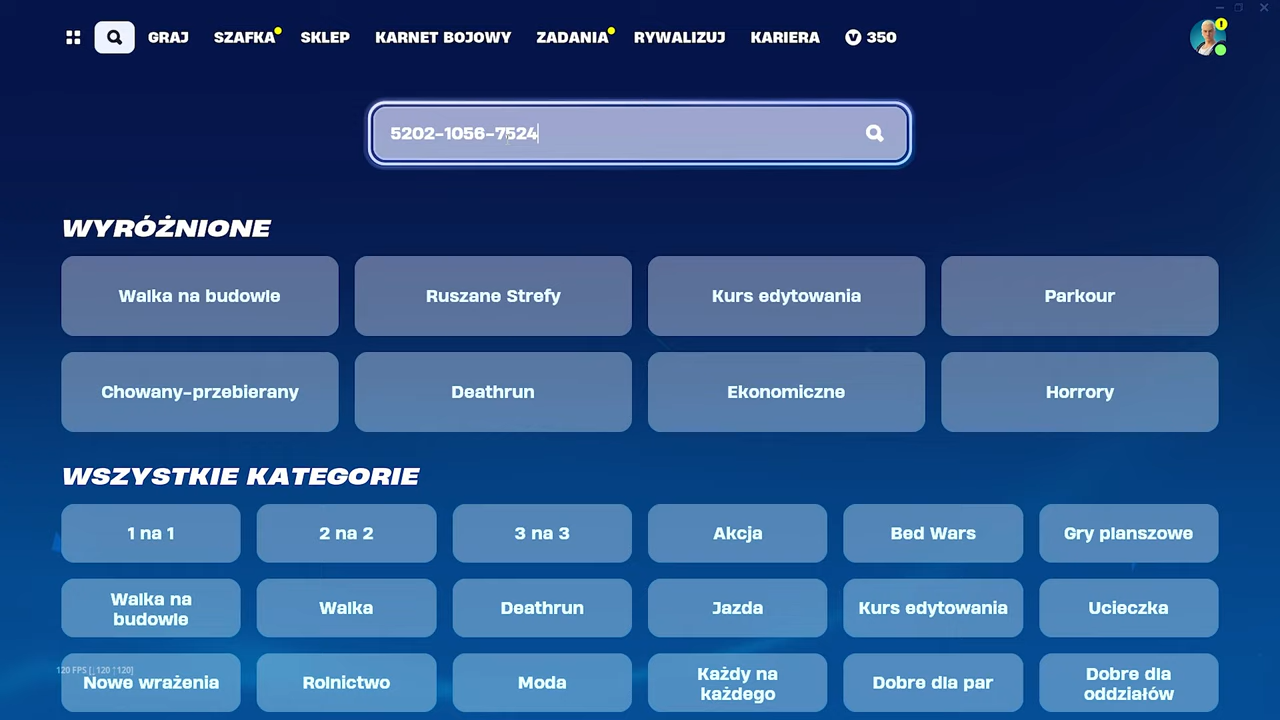 GRAJ SZAFKA SKLEP KARNET BOJOWY ZADANIA RYWALIZUJ KARIERA 350
5202-1056-7524
WYRÓŻNIONE
Walka na budowle Ruszane Strefy Kurs edytowania Parkour
Chowany-przebierany Deathrun Ekonomiczne Horrory
WSZYSTKIE KATEGORIE
1 na 1 2 na 2 3 na 3 Akcja Bed Wars Gry planszowe
Walka na
budowle
Walka Deathrun Jazda Kurs edytowania Ucieczka
120 FPS [↓120 ↑120]
Nowe wrażenia Rolnictwo Moda
Każdy na
każdego
Dobre dla par
Dobre dla
oddziałów